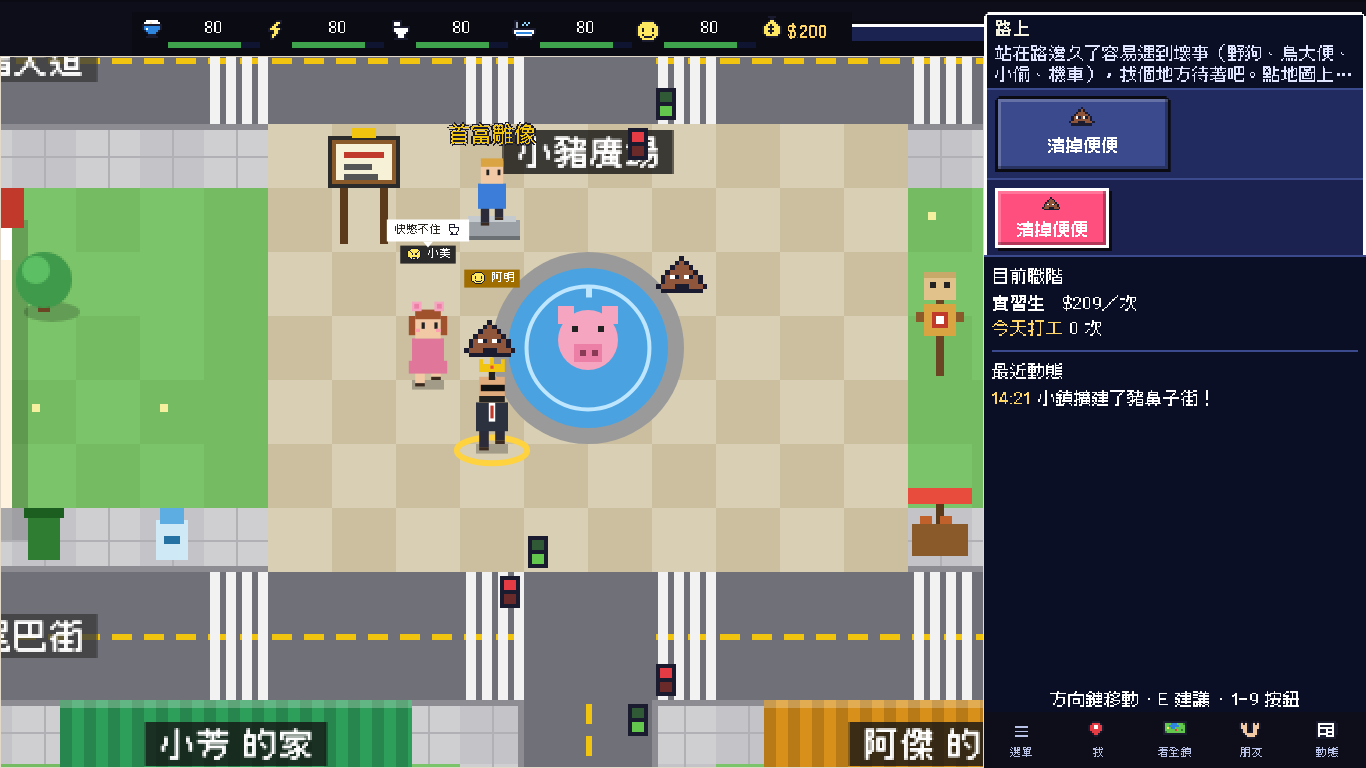 80 80 80 80 80 $200
路上
站在路邊久了容易遇到壞事（野狗、鳥大便、
小偷、機車），找個地方待著吧。點地圖上…
清掉便便
清掉便便
目前職階
實習生 $209／次
今天打工 0 次
最近動態
14:21 小鎮擴建了豬鼻子街！
方向鍵移動·E 建議·1-9 按鈕
選單
我
看全鎮
朋友
動態
首富雕像
小豬廣場
快憋不住
小美
阿明
尾巴街
小芳 的家
阿傑 的